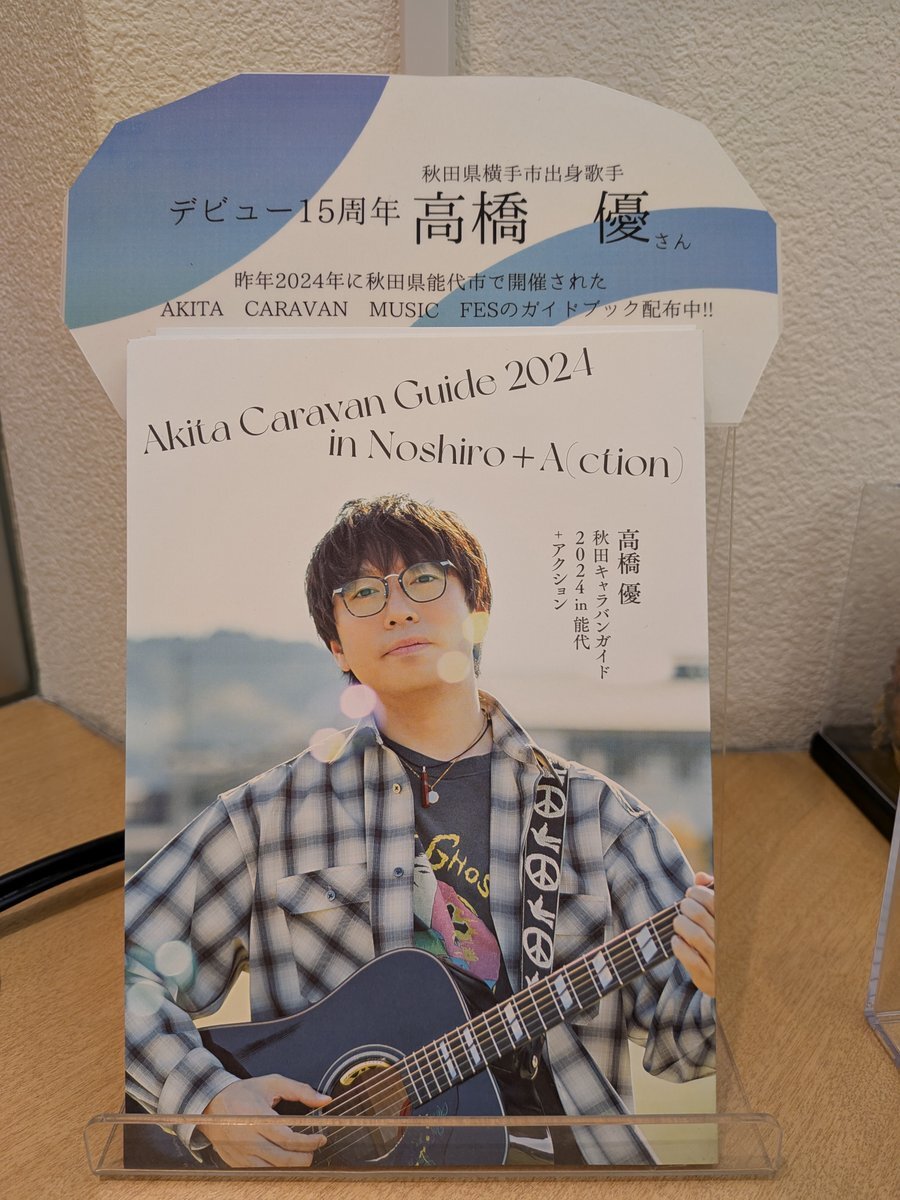 秋田県横手市出身歌手
デビュー15周年 高橋 優さん
昨年2024年に秋田県能代市で開催された
AKITA CARAVAN MUSIC FESのガイドブック配布中!!
Akita Caravan Guide 2024
in Noshiro+A(ction)
高橋 優
秋田キャラバンガイド
2024 in 能代
+アクション
GHOS